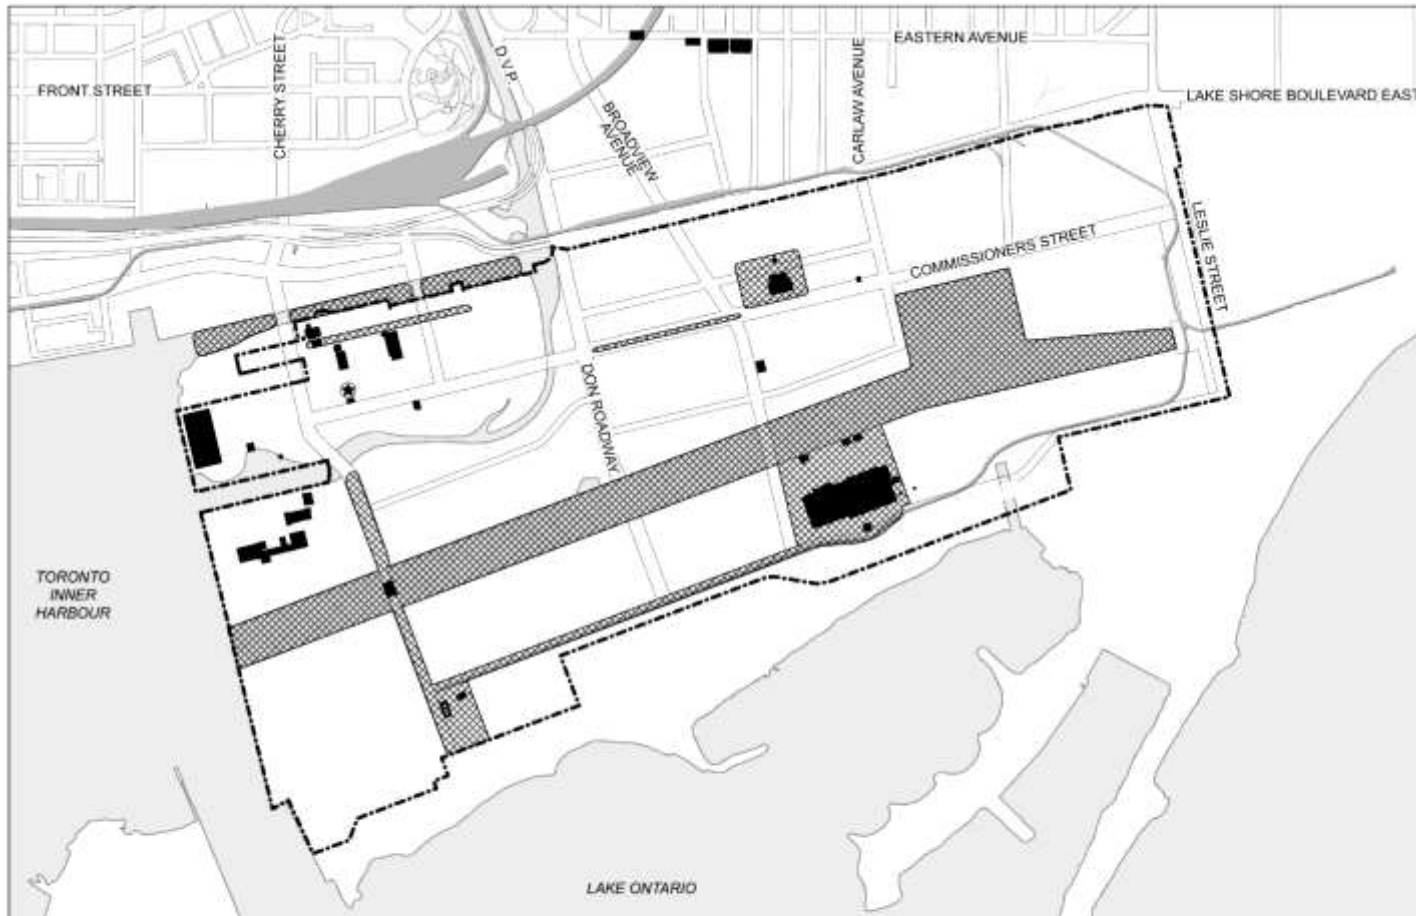 EASTERN AVENUE
FRONT STREET
CHERRY STREET
D V P
BROADVIEW
AVENUE
CARLAW AVENUE
LAKE SHORE BOULEVARD EAST
LESLIE STREET
COMMISSIONERS STREET
DON ROADWAY
TORONTO
INNER
HARBOUR
LAKE ONTARIO